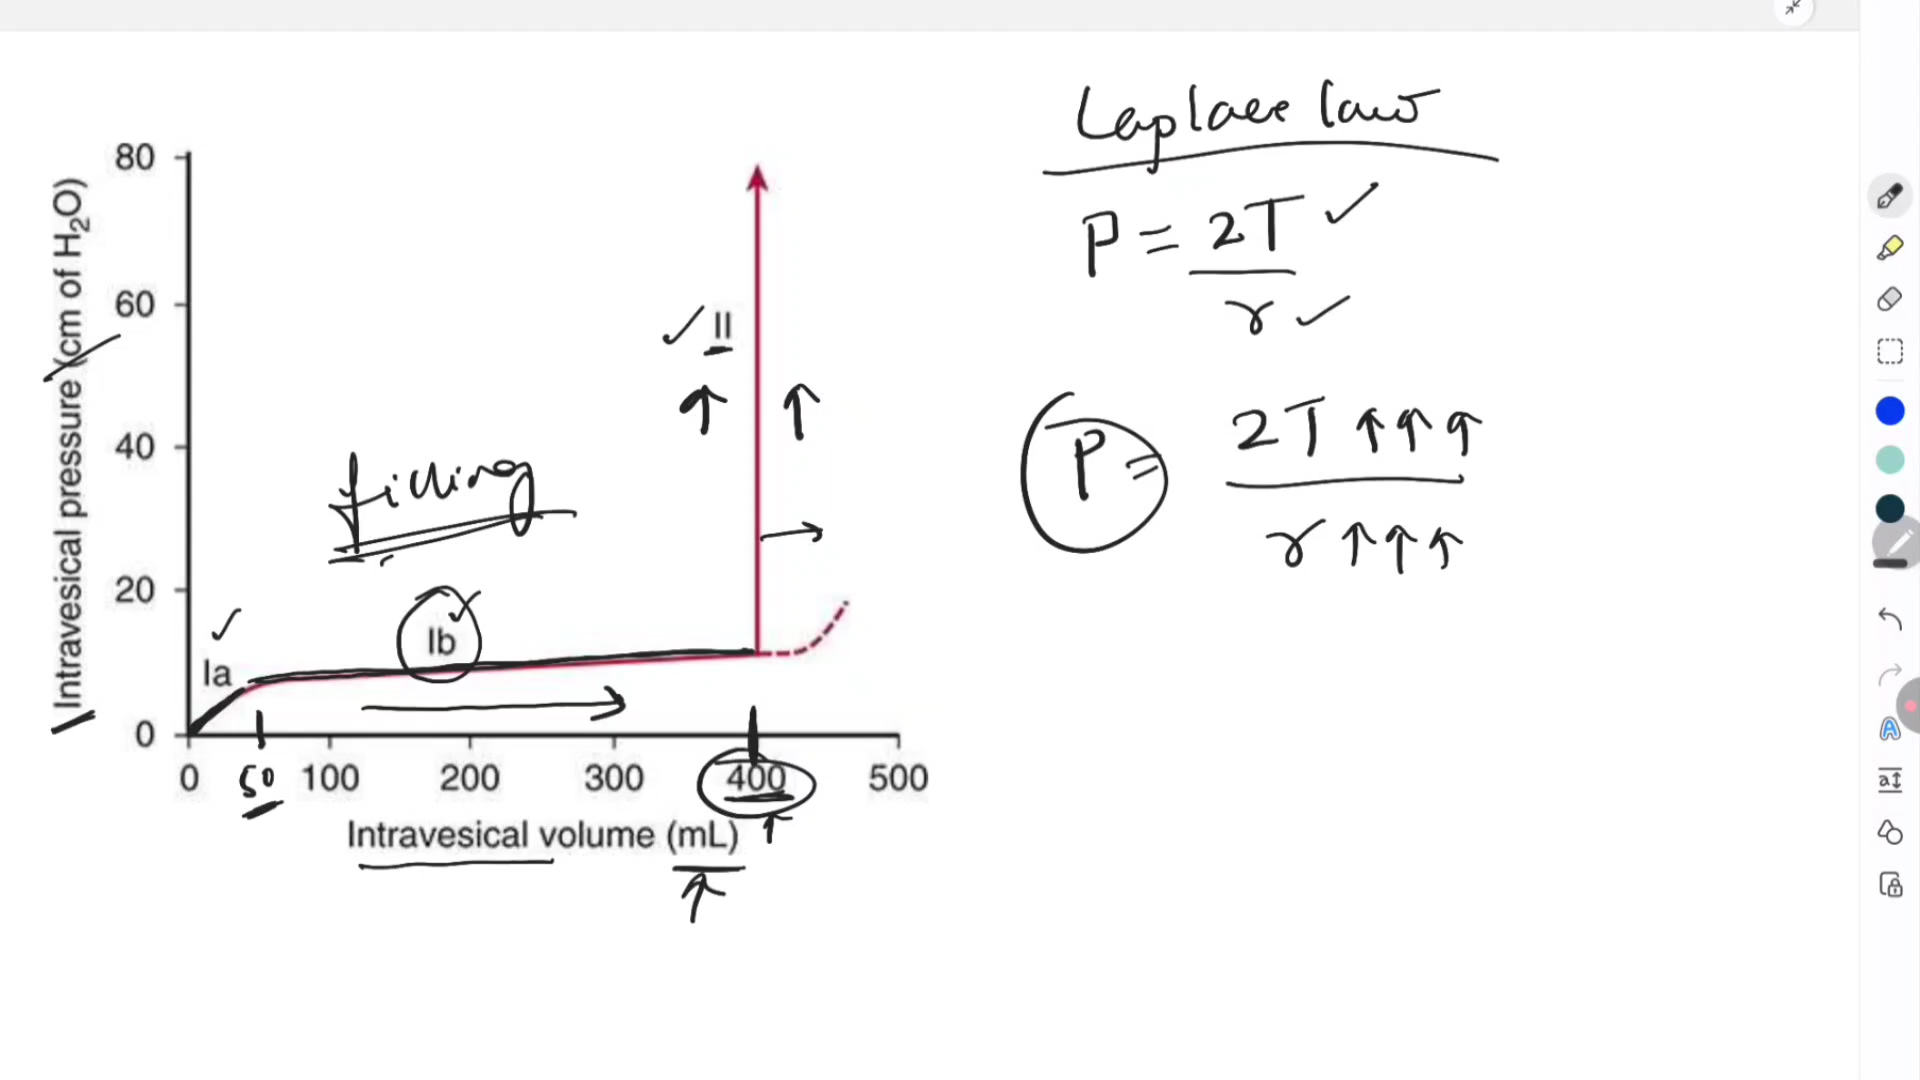 Laplace law
80
P = 2T
r
60
II
Intravesical pressure (cm of H₂O)
40
P =
2T ↑↑↑
r ↑↑↑
filling
20
Ib
Ia
0
0
50
100
200
300
400
500
Intravesical volume (mL)